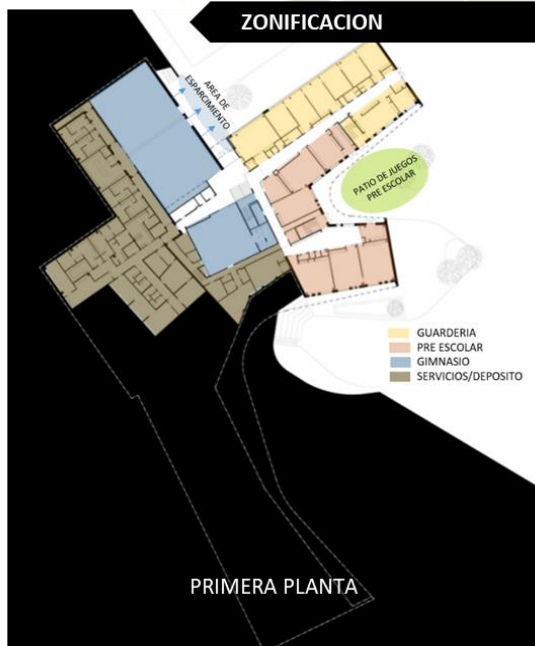 ZONIFICACION
AREA DE
ESPARCIMIENTO
PATIO DE JUEGOS
PRE ESCOLAR
GUARDERIA
PRE ESCOLAR
GIMNASIO
SERVICIOS/DEPOSITO
PRIMERA PLANTA